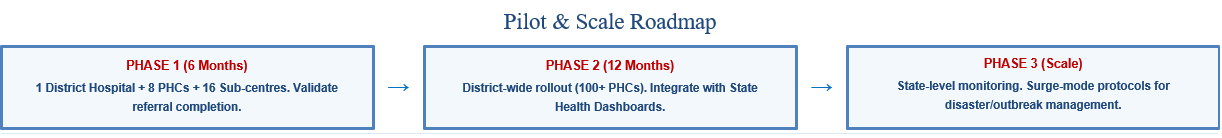 Pilot & Scale Roadmap
PHASE 1 (6 Months)
1 District Hospital + 8 PHCs + 16 Sub-centres. Validate
referral completion.
→
PHASE 2 (12 Months)
District-wide rollout (100+ PHCs). Integrate with State
Health Dashboards.
→
PHASE 3 (Scale)
State-level monitoring. Surge-mode protocols for
disaster/outbreak management.